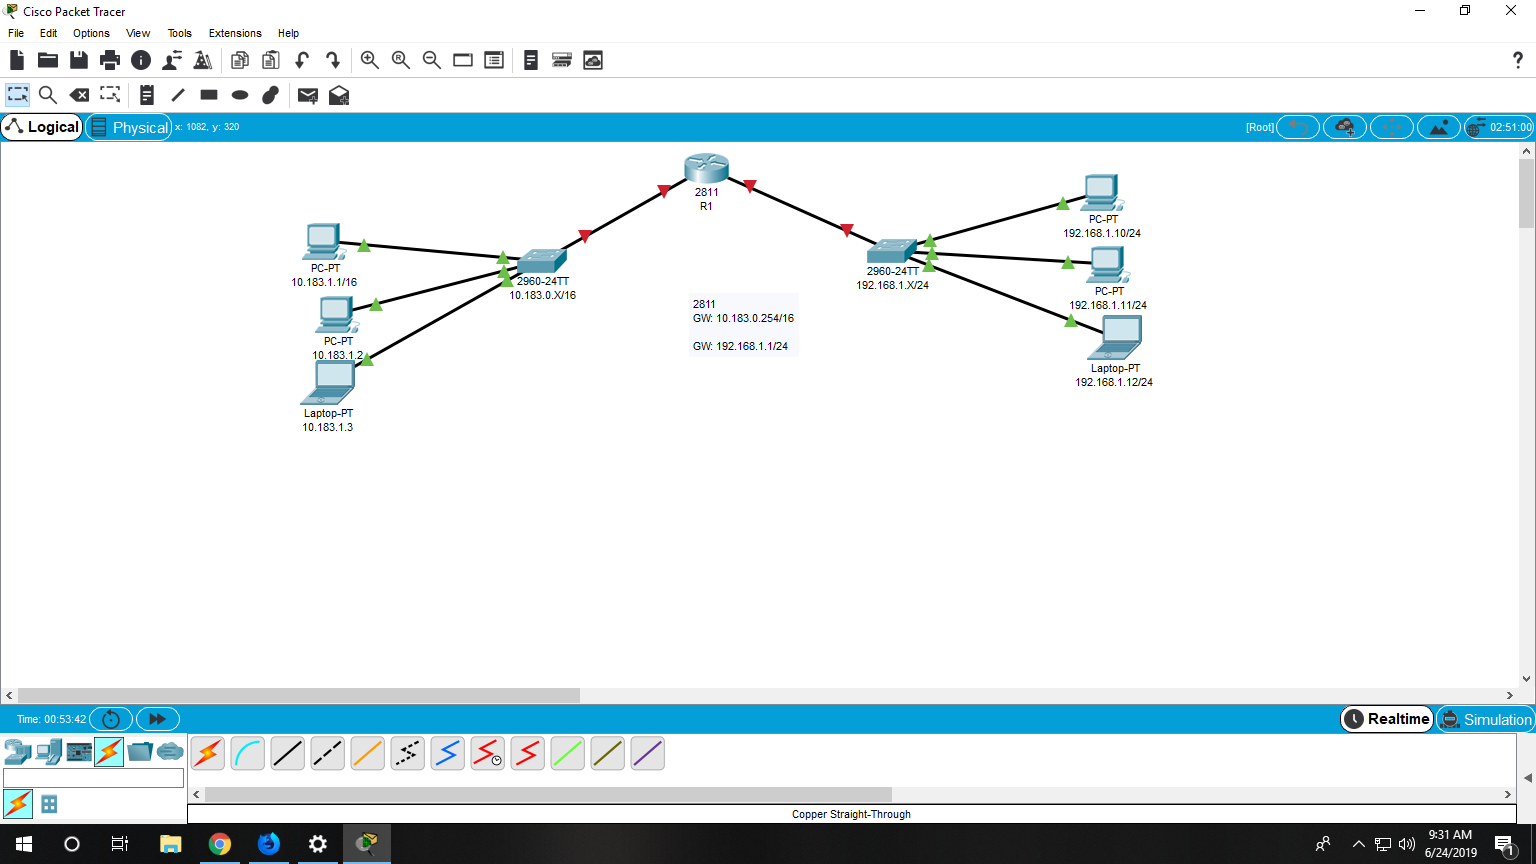 Cisco Packet Tracer
File Edit Options View Tools Extensions Help
?
Logical
Physical
x: 1082, y: 320
[Root]
02:51:00
2811
R1
PC-PT
10.183.1.1/16
PC-PT
10.183.1.2
Laptop-PT
10.183.1.3
2960-24TT
10.183.0.X/16
2811
GW: 10.183.0.254/16
GW: 192.168.1.1/24
2960-24TT
192.168.1.X/24
PC-PT
192.168.1.10/24
PC-PT
192.168.1.11/24
Laptop-PT
192.168.1.12/24
Time: 00:53:42
Realtime
Simulation
Copper Straight-Through
9:31 AM
6/24/2019
1